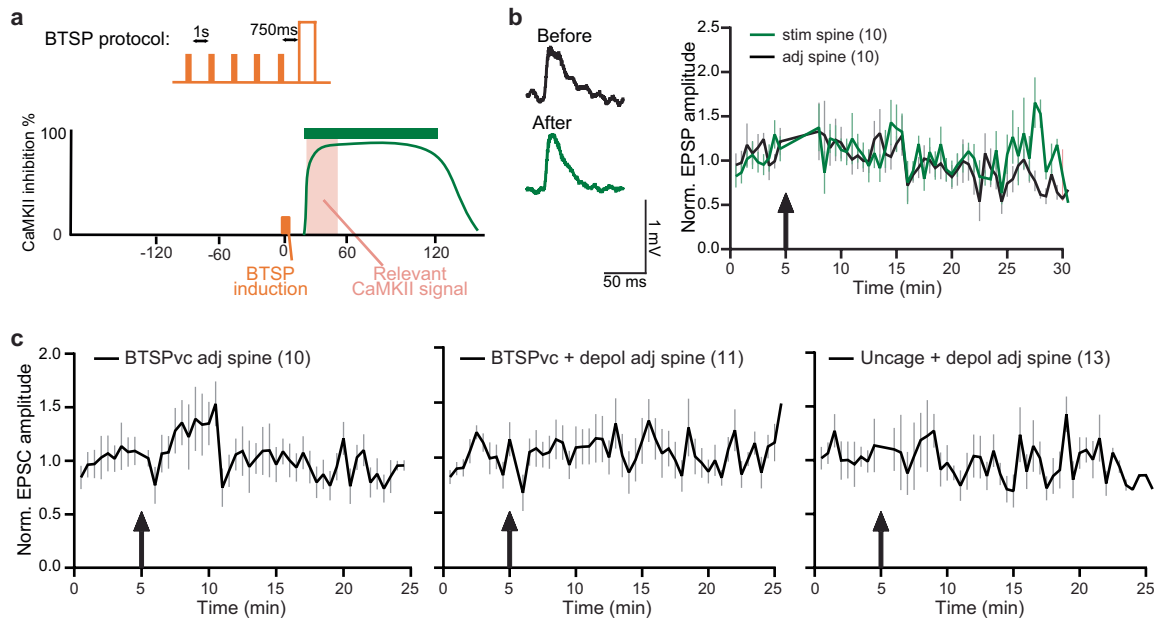 a
BTSP protocol:
1s
750ms
CaMKII inhibition %
100
0
-120
-60
0
60
120
BTSP
induction
Relevant
CaMKII signal
b
Before
After
1 mV
50 ms
Norm. EPSP amplitude
2.5
2.0
1.5
1.0
0.5
0.0
stim spine (10)
adj spine (10)
0
5
10
15
20
25
30
Time (min)
c
Norm. EPSC amplitude
2.0
1.5
1.0
0.5
0.0
BTSPvc adj spine (10)
0
5
10
15
20
25
Time (min)
BTSPvc + depol adj spine (11)
0
5
10
15
20
25
Time (min)
Uncage + depol adj spine (13)
0
5
10
15
20
25
Time (min)